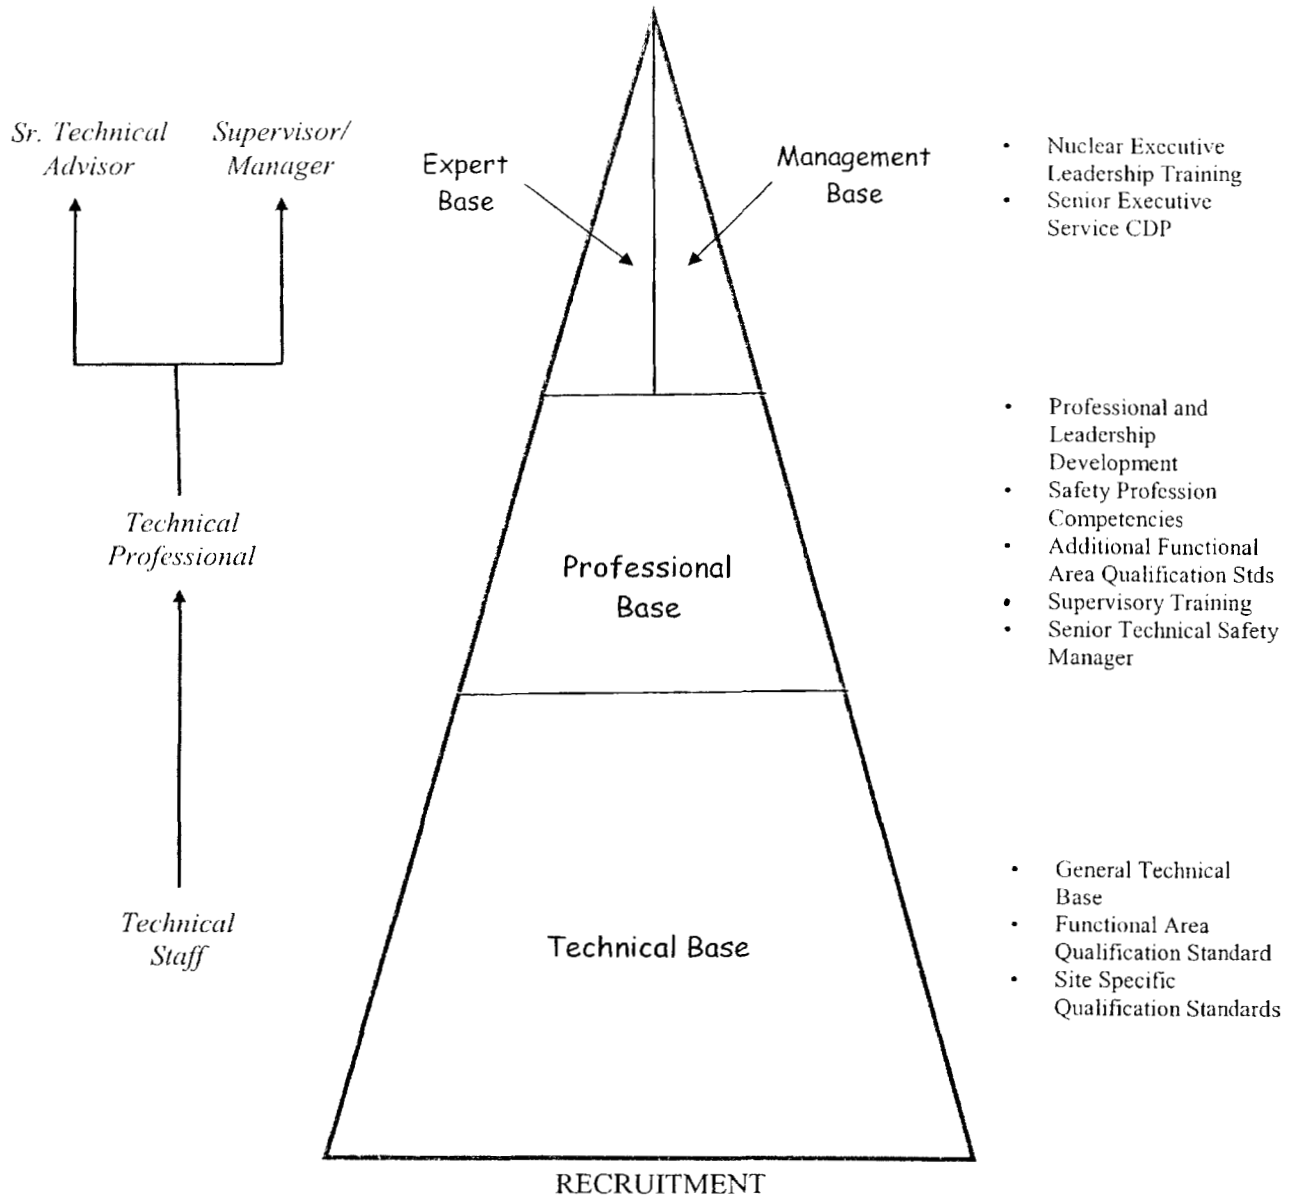 Sr. Technical
Advisor
Supervisor/
Manager
Expert
Base
Management
Base
• Nuclear Executive
Leadership Training
• Senior Executive
Service CDP
Technical
Professional
Professional
Base
• Professional and
Leadership
Development
• Safety Profession
Competencies
• Additional Functional
Area Qualification Stds
• Supervisory Training
• Senior Technical Safety
Manager
Technical
Staff
Technical Base
• General Technical
Base
• Functional Area
Qualification Standard
• Site Specific
Qualification Standards
RECRUITMENT